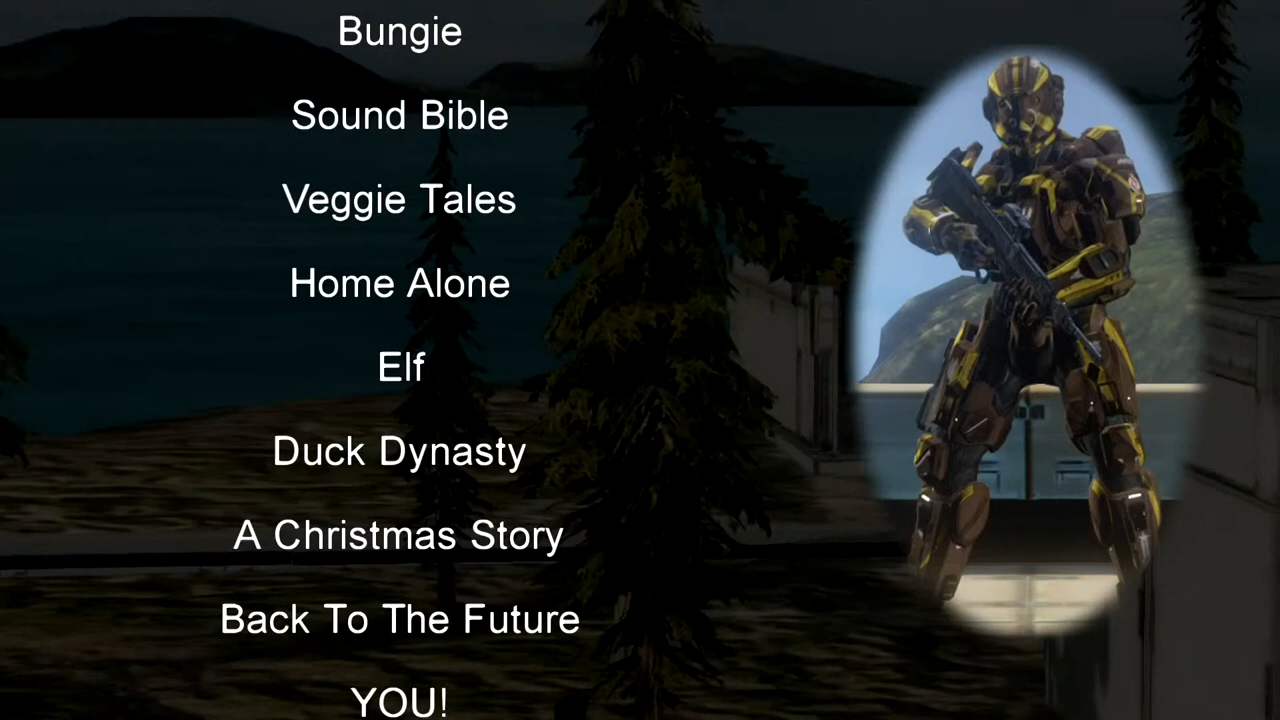 Bungie
Sound Bible
Veggie Tales
Home Alone
Elf
Duck Dynasty
A Christmas Story
Back To The Future
YOU!